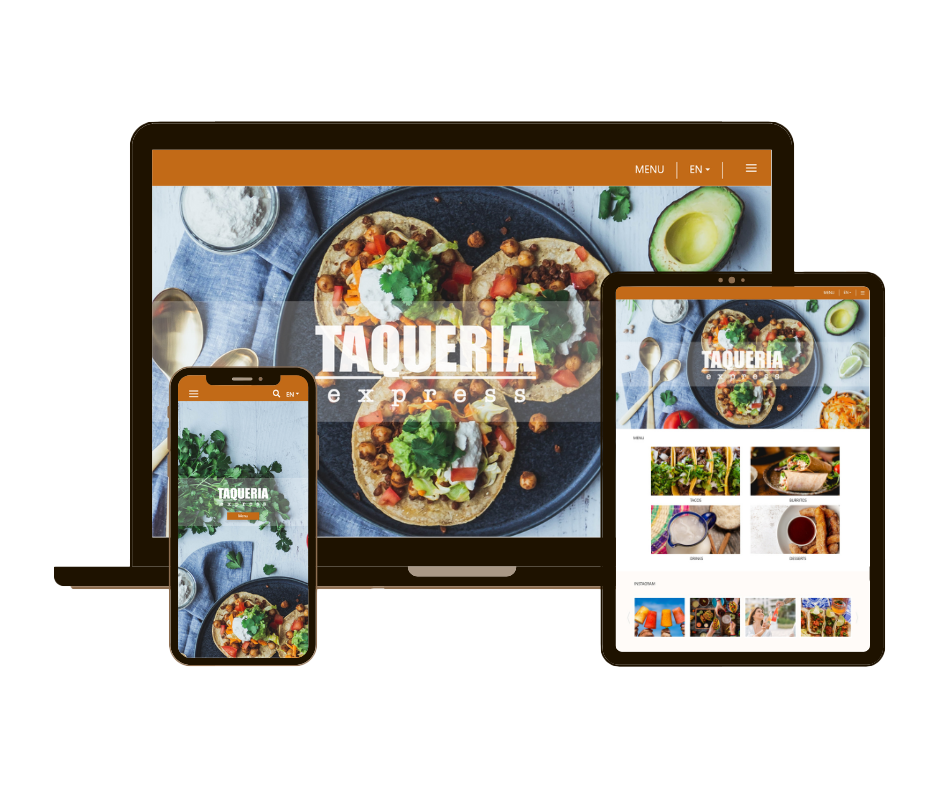 MENU
EN
TAQUERIA
express
EN
TAQUERIA
express
Menu
MENU
EN
TAQUERIA
express
MENU
TACOS
BURRITOS
DRINKS
DESSERTS
INSTAGRAM